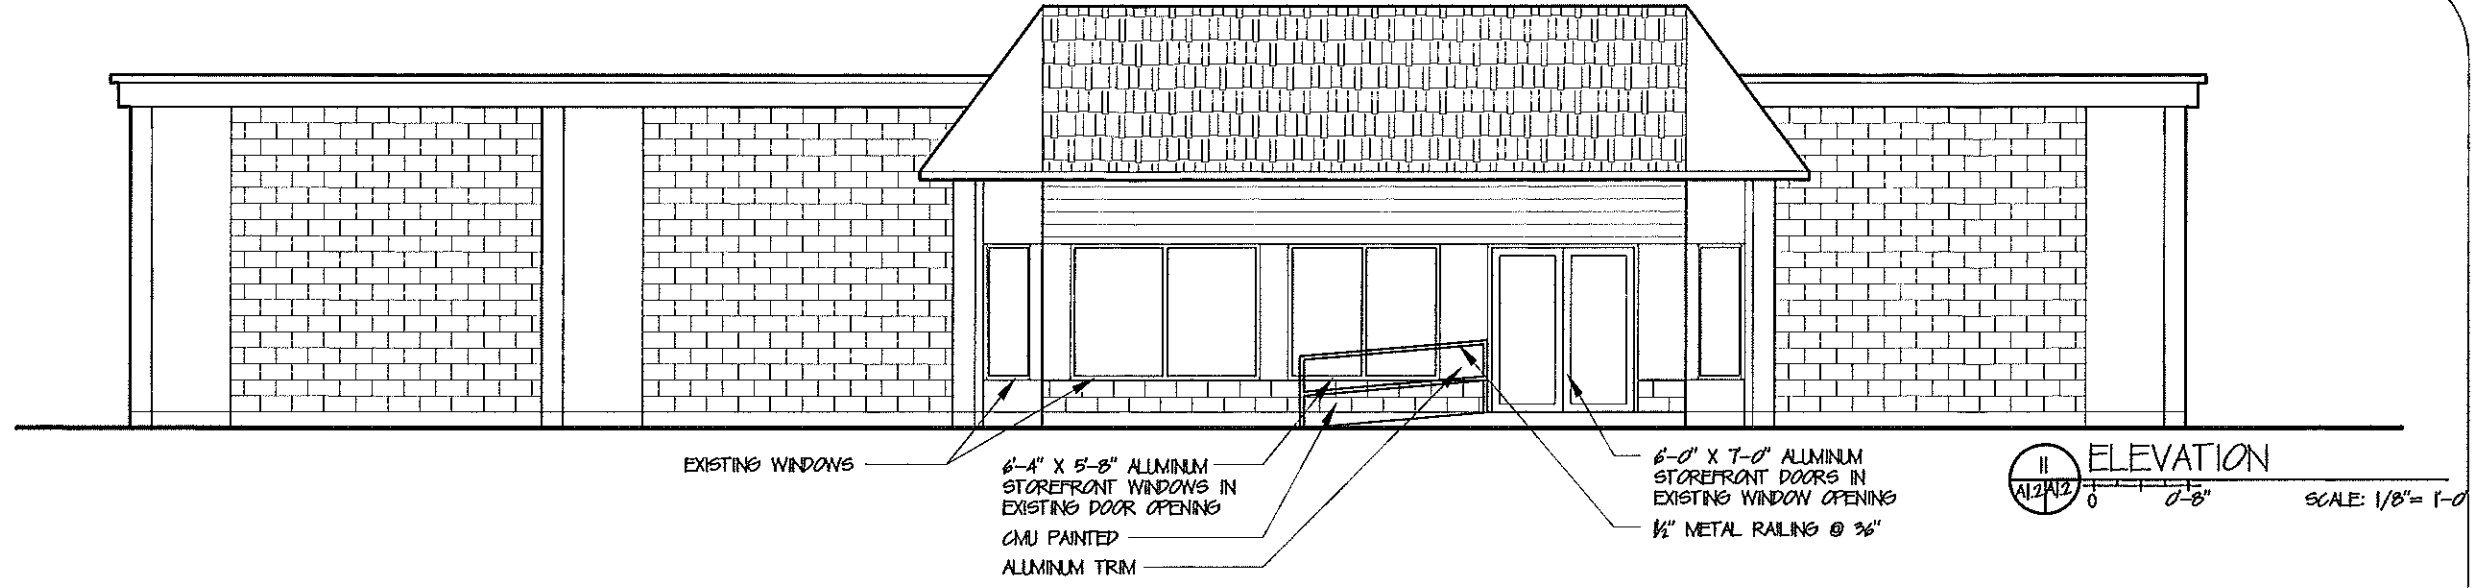 EXISTING WINDOWS
6'-4" X 5'-8" ALUMINUM
STOREFRONT WINDOWS IN
EXISTING DOOR OPENING
CMU PAINTED
ALUMINUM TRIM
6'-0" X 7'-0" ALUMINUM
STOREFRONT DOORS IN
EXISTING WINDOW OPENING
1½" METAL RAILING @ 36"
11
A1.2 A1.2
ELEVATION
0 0'-8"
SCALE: 1/8"= 1'-0